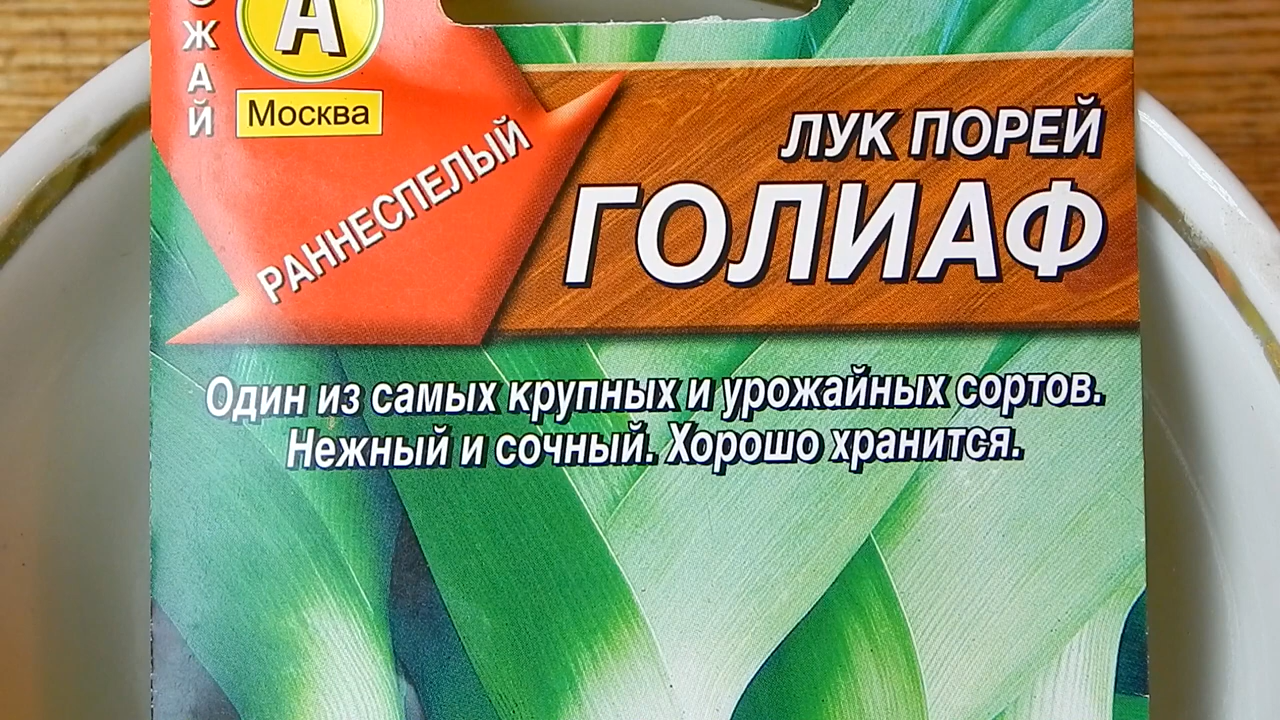 А
Москва
РАННЕСПЕЛЫЙ
ЛУК ПОРЕЙ
ГОЛИАФ
Один из самых крупных и урожайных сортов.
Нежный и сочный. Хорошо хранится.